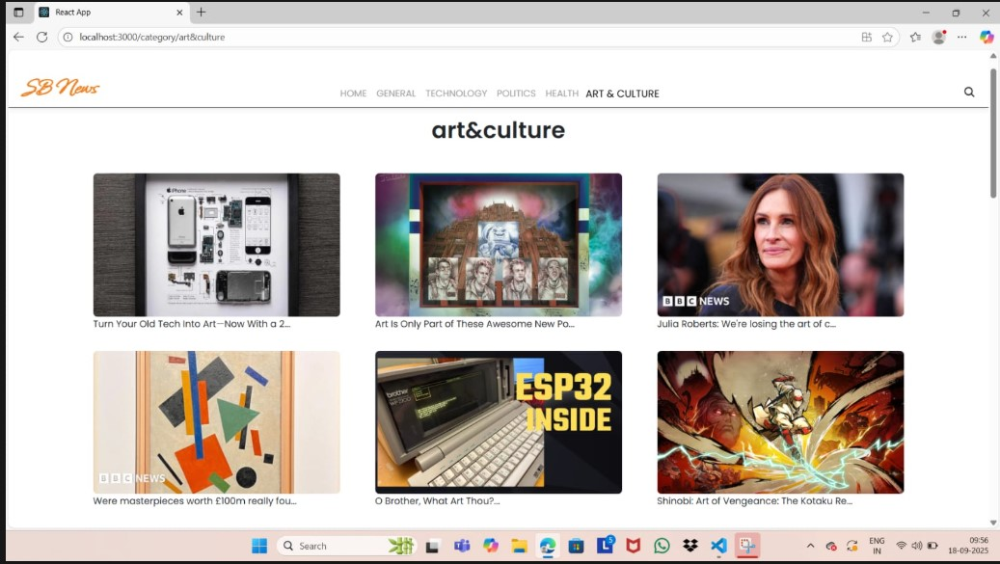 React App
localhost:3000/category/art&culture
SB News
HOME GENERAL TECHNOLOGY POLITICS HEALTH ART & CULTURE
art&culture
iPhone
BBC NEWS
Turn Your Old Tech Into Art—Now With a 2...
Art Is Only Part of These Awesome New Po...
Julia Roberts: We're losing the art of c...
BBC NEWS
brother
ESP32
INSIDE
Were masterpieces worth £100m really fou...
O Brother, What Art Thou?...
Shinobi: Art of Vengeance: The Kotaku Re...
Search
5
ENG
IN
09:56
18-09-2025